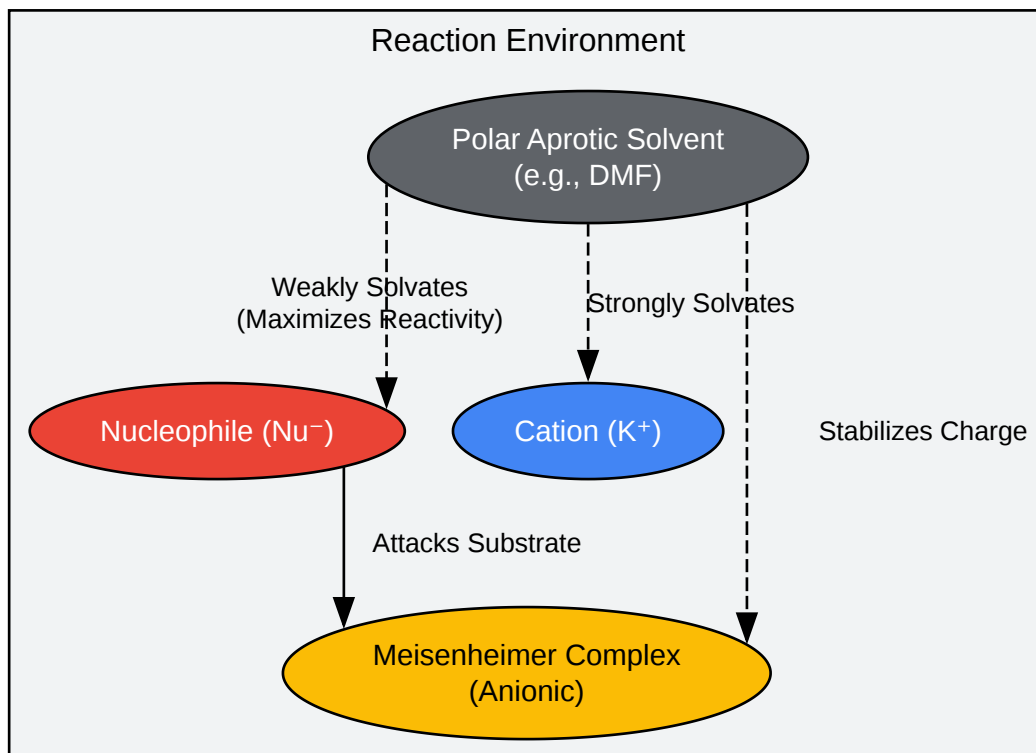 Reaction Environment
Polar Aprotic Solvent
(e.g., DMF)
Weakly Solvates
(Maximizes Reactivity)
Strongly Solvates
Nucleophile (Nu⁻)
Cation (K⁺)
Stabilizes Charge
Attacks Substrate
Meisenheimer Complex
(Anionic)